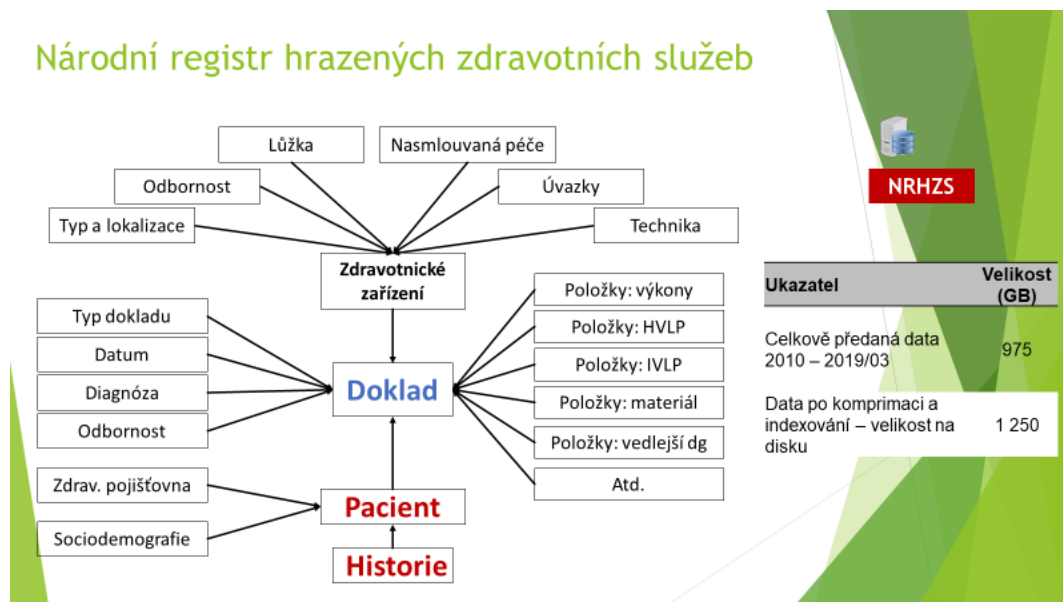 Národní registr hrazených zdravotních služeb
Lůžka
Nasmlouvaná péče
Odbornost
Úvazky
Typ a lokalizace
Technika
Zdravotnické
zařízení
Typ dokladu
Datum
Diagnóza
Odbornost
Doklad
Položky: výkony
Položky: HVLP
Položky: IVLP
Položky: materiál
Položky: vedlejší dg
Atd.
Zdrav. pojišťovna
Sociodemografie
Pacient
Historie
NRHZS
Ukazatel
Velikost
(GB)
Celkově předaná data
2010 – 2019/03
975
Data po komprimaci a
indexování – velikost na
disku
1 250